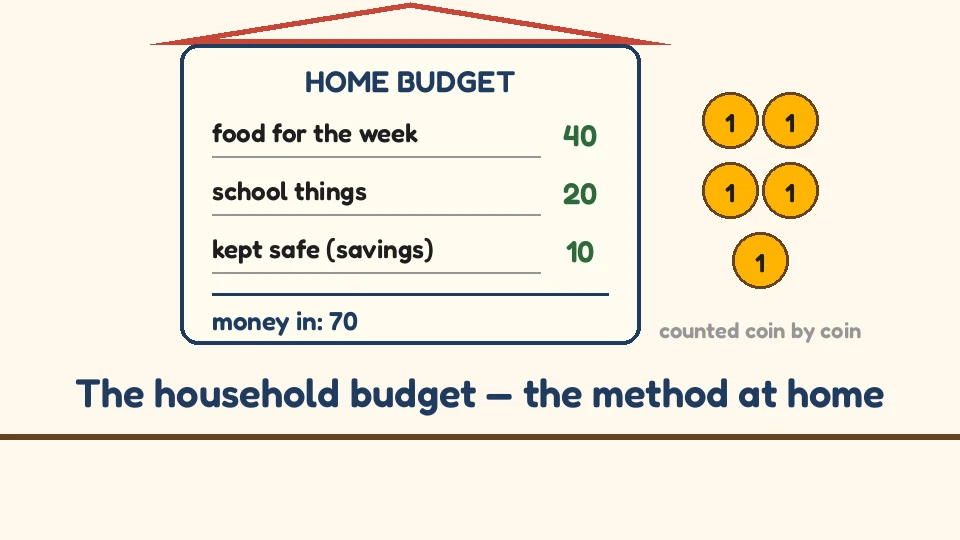 HOME BUDGET
food for the week 40
school things 20
kept safe (savings) 10
money in: 70
1 1
1 1
1
counted coin by coin
The household budget — the method at home